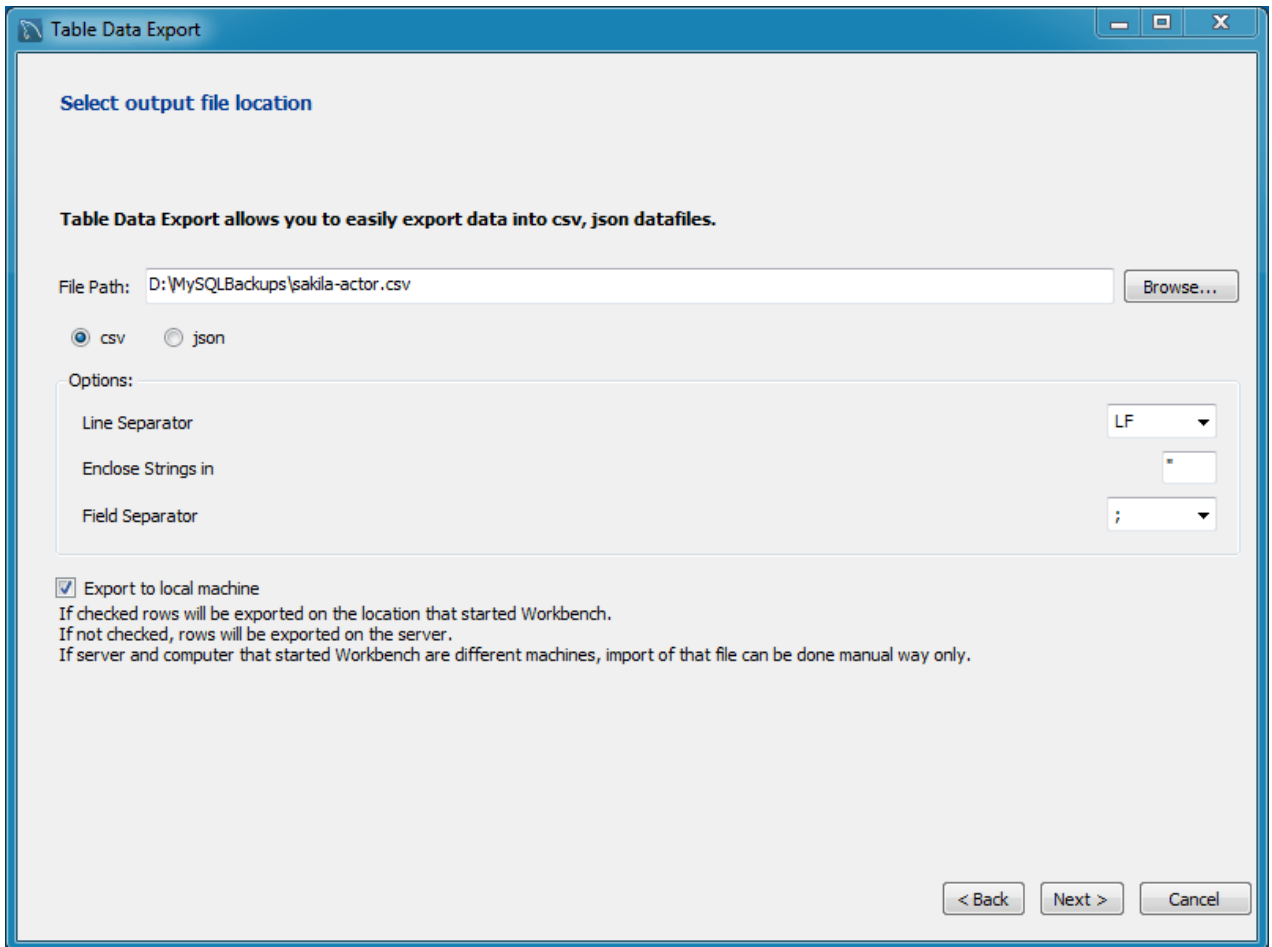 Table Data Export
Select output file location
Table Data Export allows you to easily export data into csv, json datafiles.
File Path: D:\MySQLBackups\sakila-actor.csv Browse...
csv json
Options:
Line Separator LF
Enclose Strings in "
Field Separator ;
Export to local machine
If checked rows will be exported on the location that started Workbench.
If not checked, rows will be exported on the server.
If server and computer that started Workbench are different machines, import of that file can be done manual way only.
< Back Next > Cancel